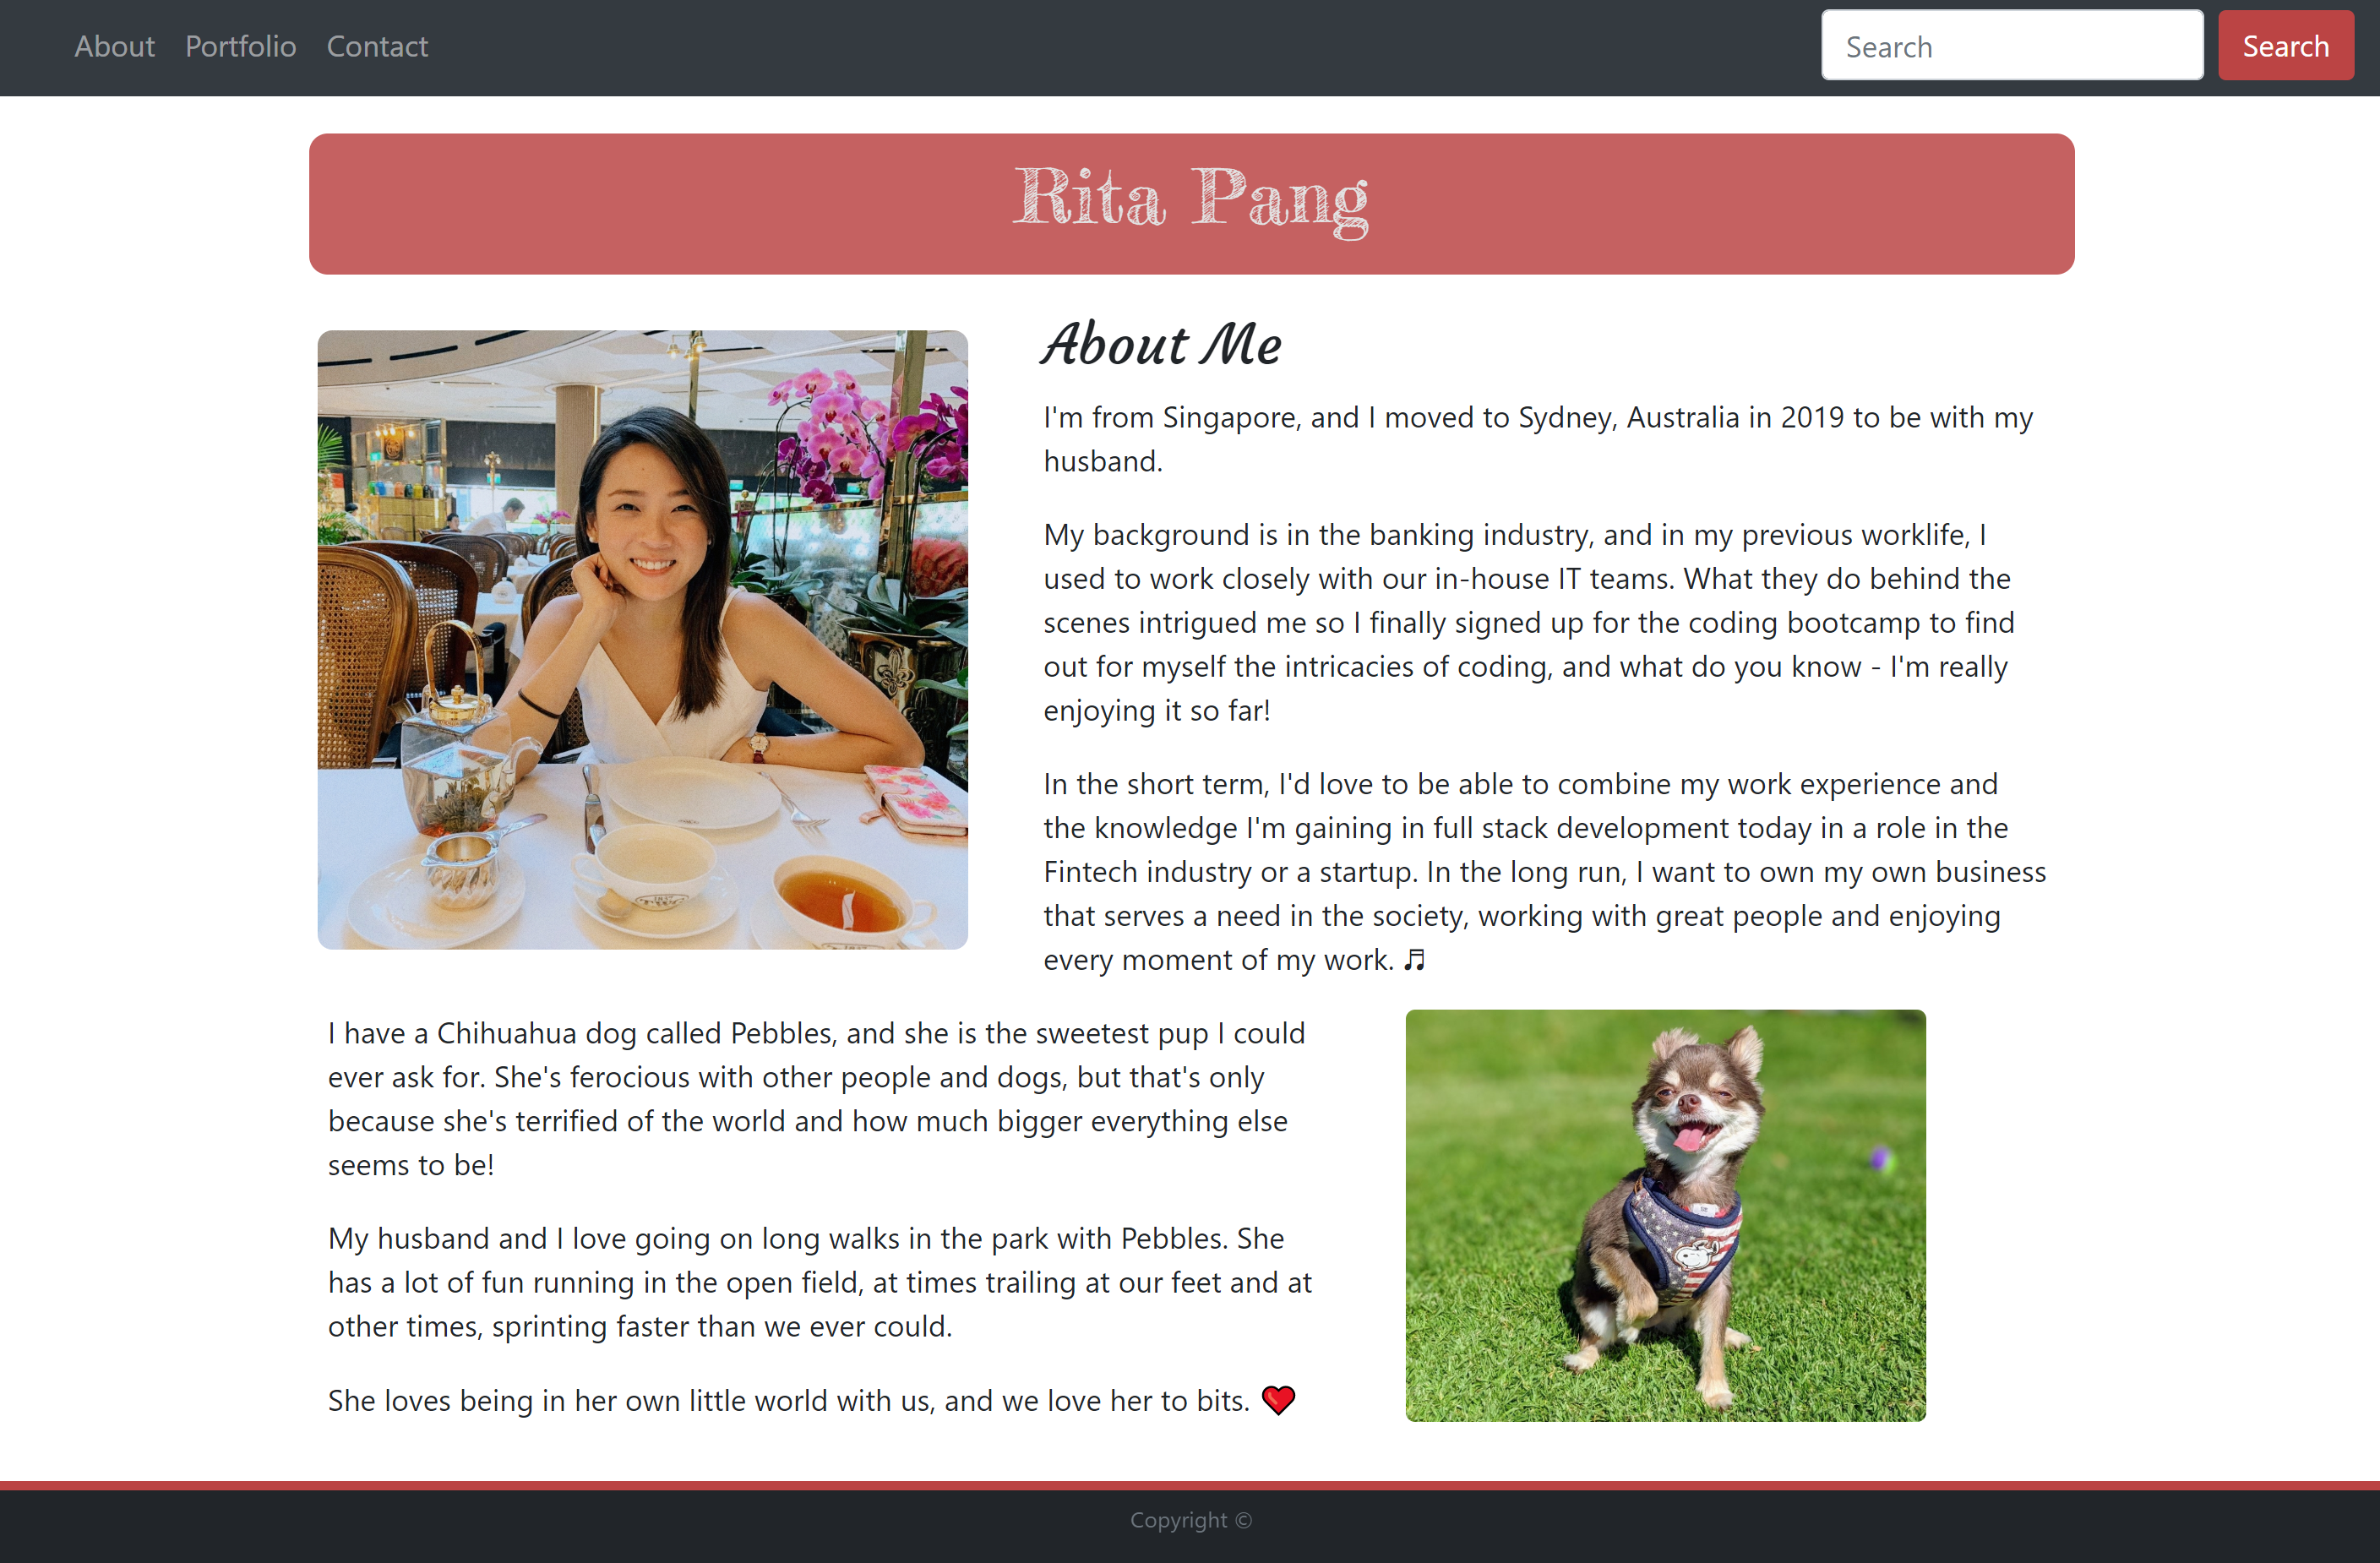 About Portfolio Contact Search Search
Rita Pang
About Me
I'm from Singapore, and I moved to Sydney, Australia in 2019 to be with my
husband.
My background is in the banking industry, and in my previous worklife, I
used to work closely with our in-house IT teams. What they do behind the
scenes intrigued me so I finally signed up for the coding bootcamp to find
out for myself the intricacies of coding, and what do you know - I'm really
enjoying it so far!
In the short term, I'd love to be able to combine my work experience and
the knowledge I'm gaining in full stack development today in a role in the
Fintech industry or a startup. In the long run, I want to own my own business
that serves a need in the society, working with great people and enjoying
every moment of my work. ♬
I have a Chihuahua dog called Pebbles, and she is the sweetest pup I could
ever ask for. She's ferocious with other people and dogs, but that's only
because she's terrified of the world and how much bigger everything else
seems to be!
My husband and I love going on long walks in the park with Pebbles. She
has a lot of fun running in the open field, at times trailing at our feet and at
other times, sprinting faster than we ever could.
She loves being in her own little world with us, and we love her to bits. ❤️
Copyright ©